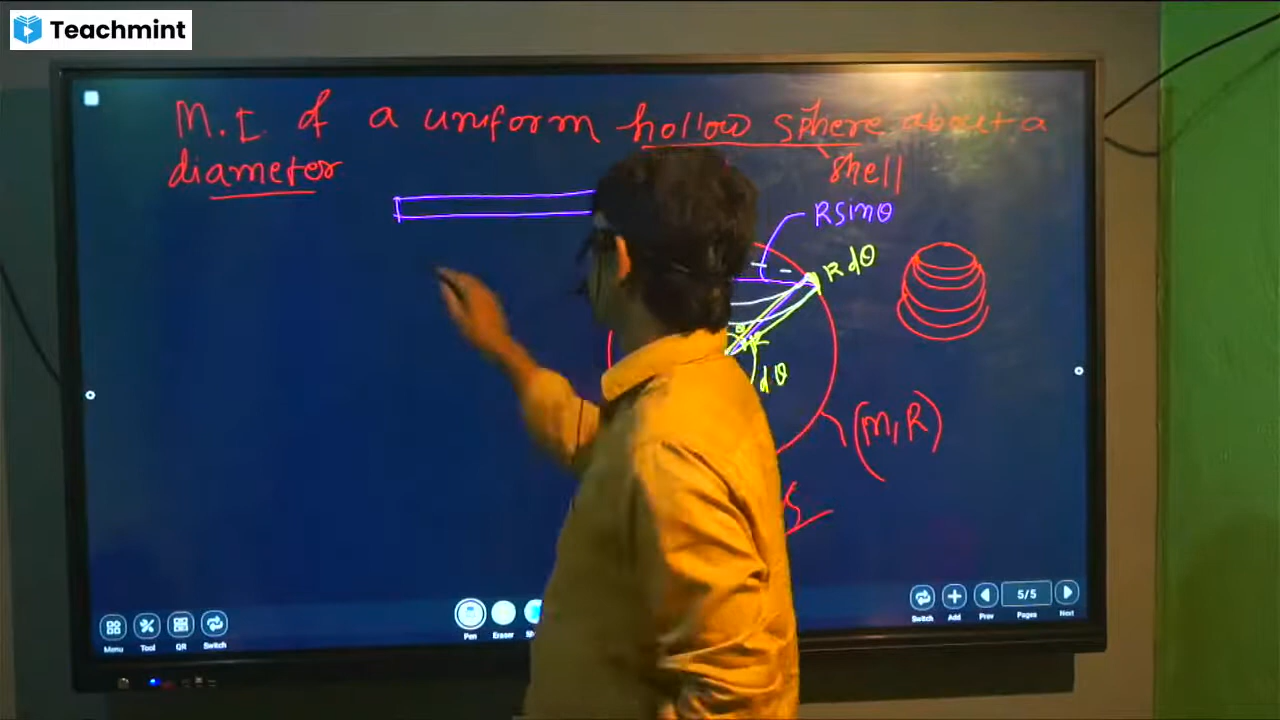 Teachmint
M.I of a uniform hollow sphere about a
diameter
shell
Rsinθ
Rdθ
θ
R
dθ
(M,R)
Menu
Tool
QR
Switch
Pen
Eraser
Switch
Add
Prev
5/5
Pages
Next